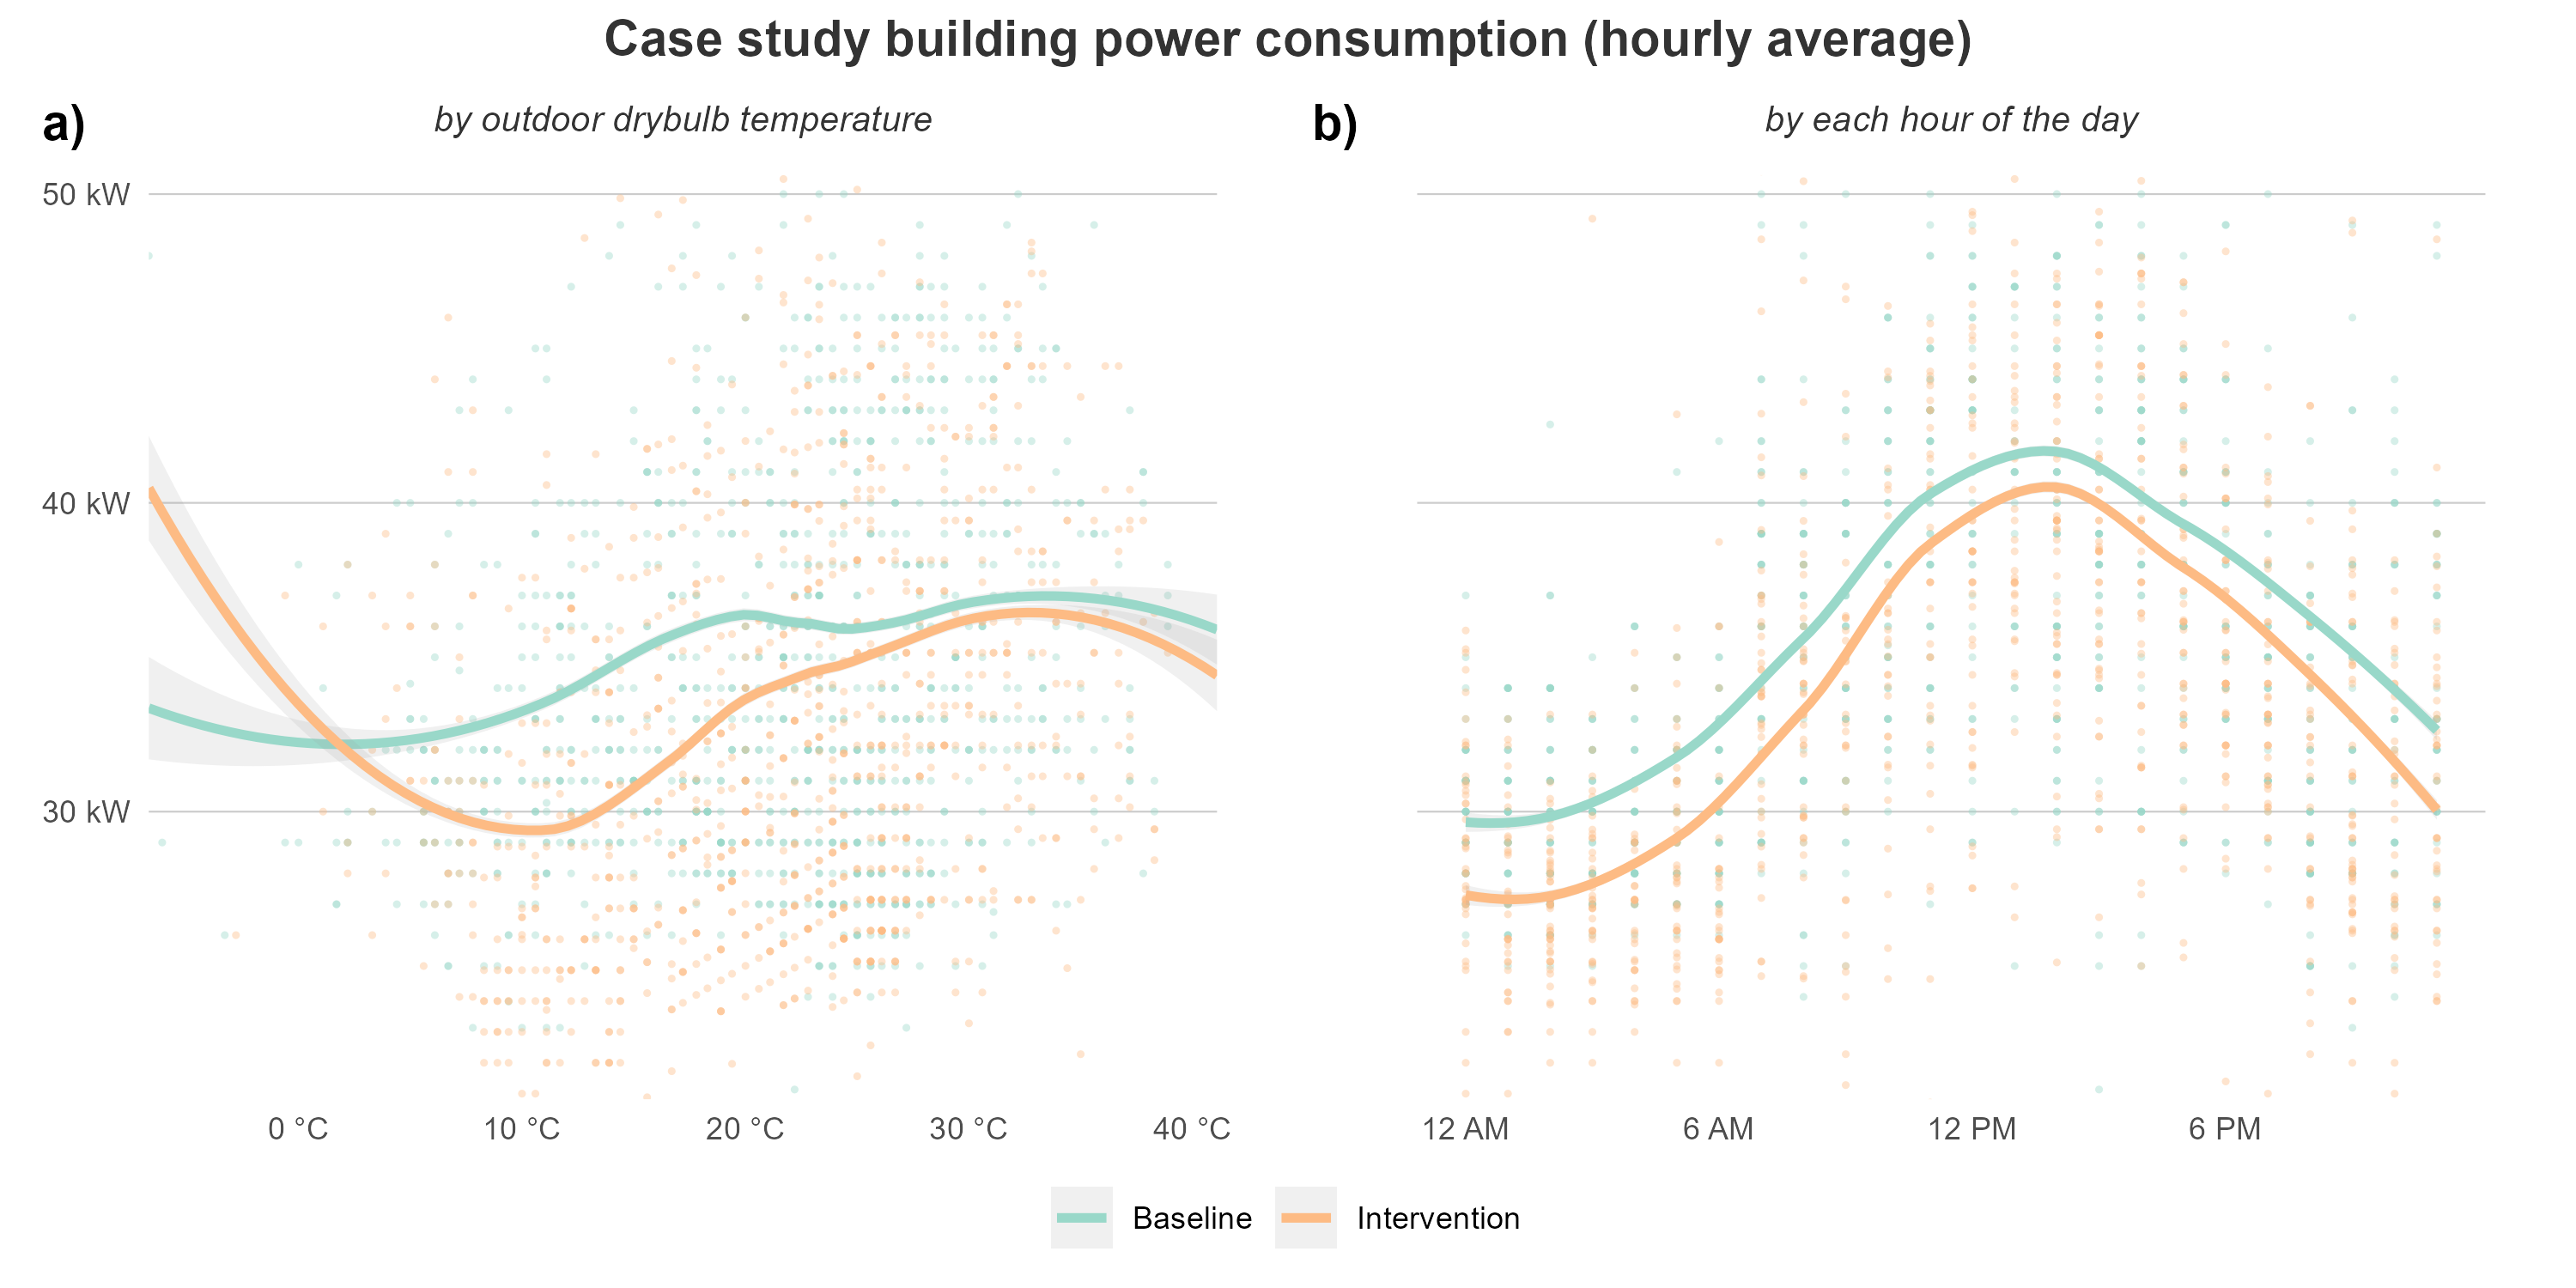 Case study building power consumption (hourly average)
a)
by outdoor drybulb temperature
50 kW
40 kW
30 kW
0 °C
10 °C
20 °C
30 °C
40 °C
b)
by each hour of the day
12 AM
6 AM
12 PM
6 PM
Baseline
Intervention